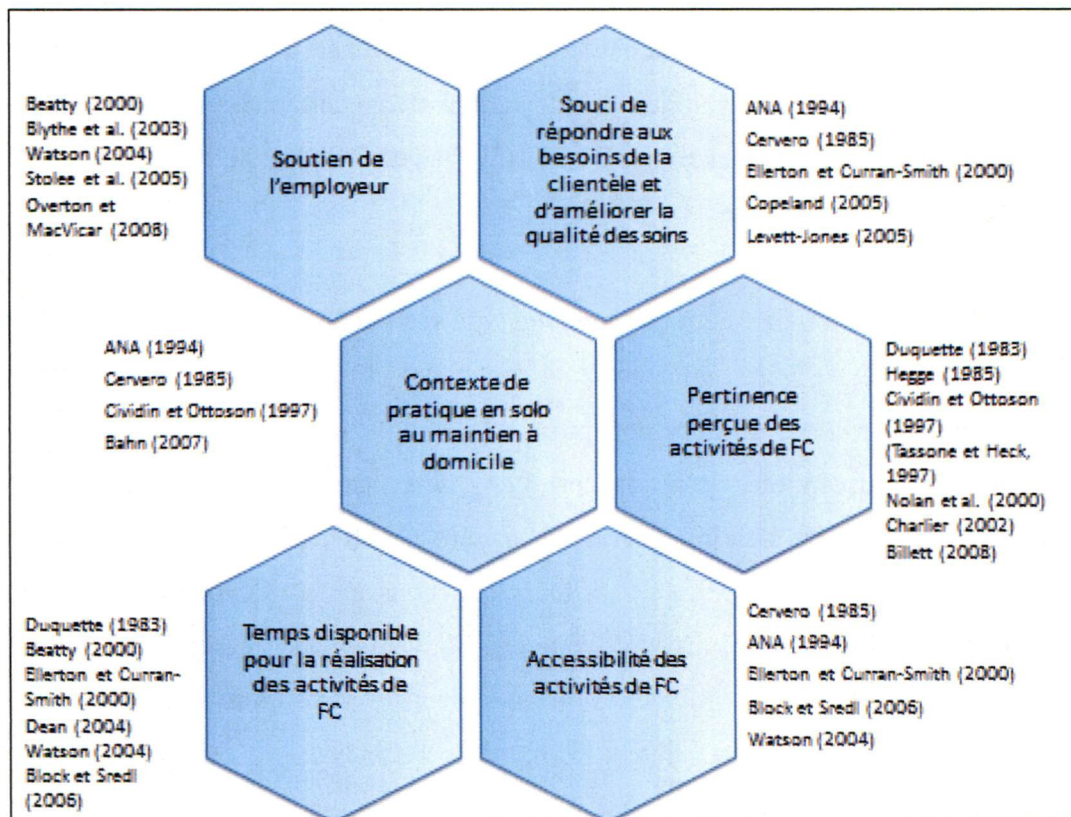 Beatty (2000)
Blythe et al. (2003)
Watson (2004)
Stolee et al. (2005)
Overton et
MacVicar (2008)
Soutien de
l'employeur
Souci de
répondre aux
besoins de la
clientèle et
d'améliorer la
qualité des soins
ANA (1994)
Cervero (1985)
Ellerton et Curran-Smith (2000)
Copeland (2005)
Levett-Jones (2005)
ANA (1994)
Cervero (1985)
Cividin et Ottoson (1997)
Bahn (2007)
Contexte de
pratique en solo
au maintien à
domicile
Pertinence
perçue des
activités de FC
Duquette (1983)
Hegge (1985)
Cividin et Ottoson
(1997)
(Tassone et Heck,
1997)
Nolan et al. (2000)
Charlier (2002)
Billett (2008)
Duquette (1983)
Beatty (2000)
Ellerton et Curran-
Smith (2000)
Dean (2004)
Watson (2004)
Block et Sredl
(2006)
Temps disponible
pour la réalisation
des activités de
FC
Accessibilité des
activités de FC
Cervero (1985)
ANA (1994)
Ellerton et Curran-Smith (2000)
Block et Sredl (2006)
Watson (2004)